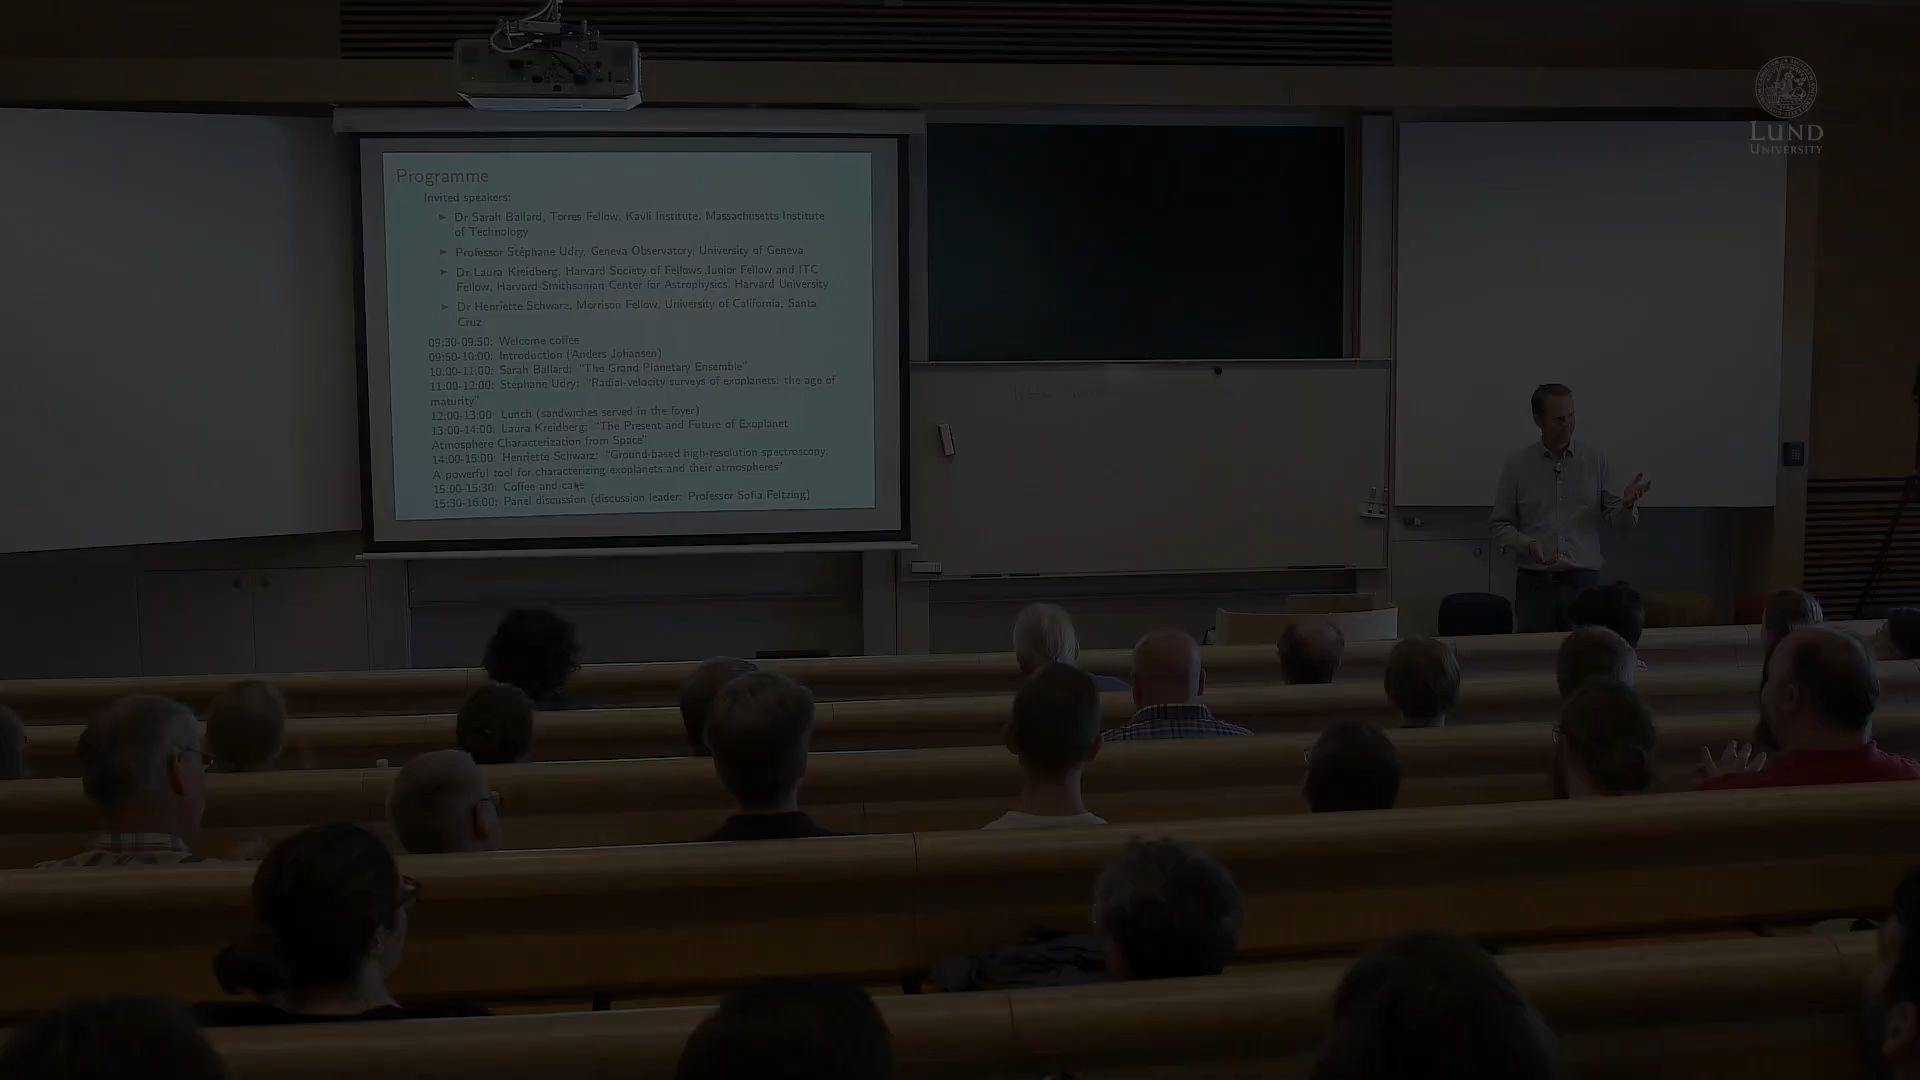 Programme
Invited speakers:
► Dr Sarah Ballard, Torres Fellow, Kavli Institute, Massachusetts Institute
of Technology
► Professor Stéphane Udry, Geneva Observatory, University of Geneva
► Dr Laura Kreidberg, Harvard Society of Fellows Junior Fellow and ITC
Fellow, Harvard-Smithsonian Center for Astrophysics, Harvard University
► Dr Henriette Schwarz, Morrison Fellow, University of California, Santa
Cruz
09:30-09:50: Welcome coffee
09:50-10:00: Introduction (Anders Johansen)
10:00-11:00: Sarah Ballard: "The Grand Planetary Ensemble"
11:00-12:00: Stéphane Udry: "Radial-velocity surveys of exoplanets: the age of
maturity"
12:00-13:00: Lunch (sandwiches served in the foyer)
13:00-14:00: Laura Kreidberg: "The Present and Future of Exoplanet
Atmosphere Characterization from Space"
14:00-15:00: Henriette Schwarz: "Ground-based high-resolution spectroscopy:
A powerful tool for characterizing exoplanets and their atmospheres"
15:00-15:30: Coffee and cake
15:30-16:00: Panel discussion (discussion leader: Professor Sofia Feltzing)
LUND
UNIVERSITY